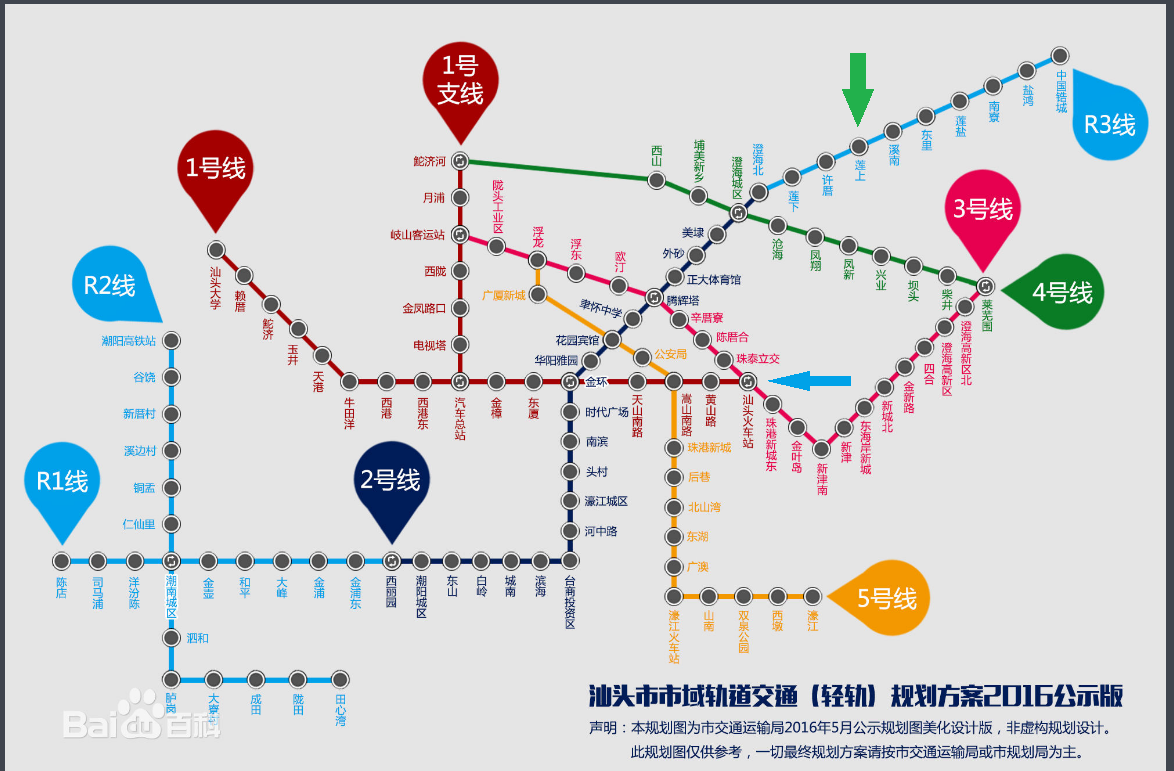 1号
支线
1号线
R2线
R1线
2号线
R3线
3号线
4号线
5号线
鮀济河
月浦
岐山客运站
西陇
金凤路口
电视塔
汽车总站
汕头大学
赖厝
鮀济
玉井
天港
牛田洋
西港
西港东
金樟
东厦
金环
天山南路
嵩山南路
黄山路
汕头火车站
陇头工业区
浮龙
浮东
欧汀
腾辉塔
辛厝寮
陈厝合
珠泰立交
珠港新城东
金叶岛
新津南
新津
东海岸新城
新城北
金新路
四合
澄海高新区
澄海高新区北
莱芜围
西山
埔美新乡
澄海城区
沧海
凤翔
风新
兴业
坝头
柴井
澄海北
莲下
许厝
莲上
溪南
东里
莲盐
南寮
盐鸿
中国锆城
美埭
外砂
正大体育馆
聿怀中学
花园宾馆
华阳雅园
时代广场
南滨
头村
濠江城区
河中路
台商投资区
滨海
城南
白岭
东山
潮阳城区
西丽园
广厦新城
公安局
珠港新城
后巷
北山湾
东湖
广澳
濠江火车站
山南
双泉公园
西墩
濠江
潮阳高铁站
谷饶
新厝村
溪边村
铜盂
仁仙里
陈店
司马浦
洋汾陈
潮南城区
金壶
和平
大峰
金浦
金浦东
泗和
胪岗
成田
陇田
田心湾
Baidu百科
汕头市市域轨道交通（轻轨）规划方案2016公示版
声明：本规划图为市交通运输局2016年5月公示规划图美化设计版，非虚构规划设计。
此规划图仅供参考，一切最终规划方案请按市交通运输局或市规划局为主。